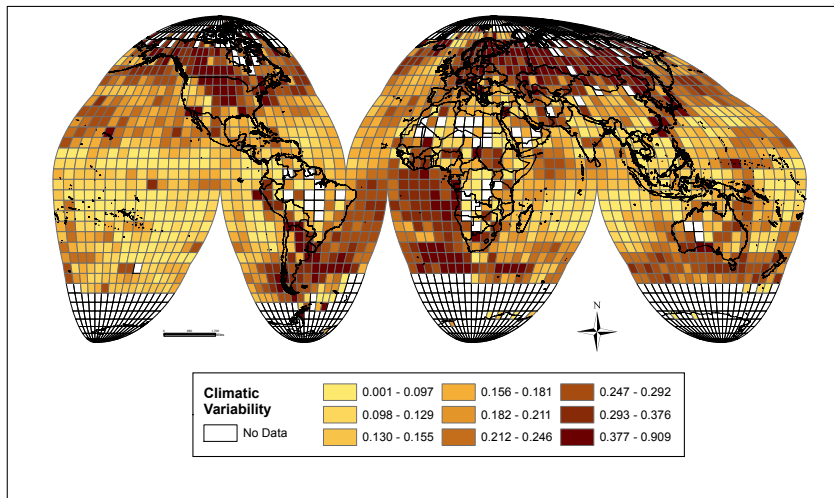 N
Climatic
Variability
No Data
0.001 - 0.097
0.098 - 0.129
0.130 - 0.155
0.156 - 0.181
0.182 - 0.211
0.212 - 0.246
0.247 - 0.292
0.293 - 0.376
0.377 - 0.909